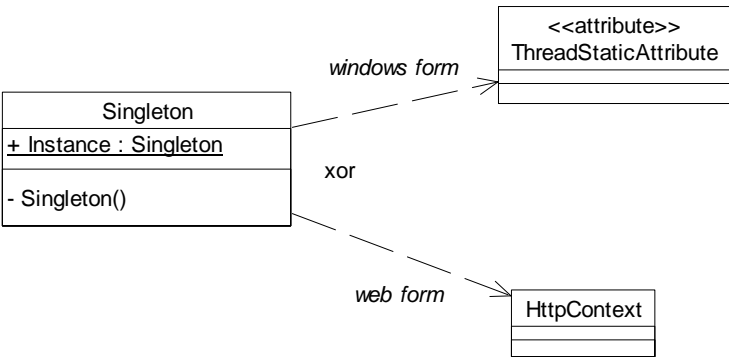 <<attribute>>
ThreadStaticAttribute
windows form
Singleton
+ Instance : Singleton
xor
- Singleton()
web form
HttpContext